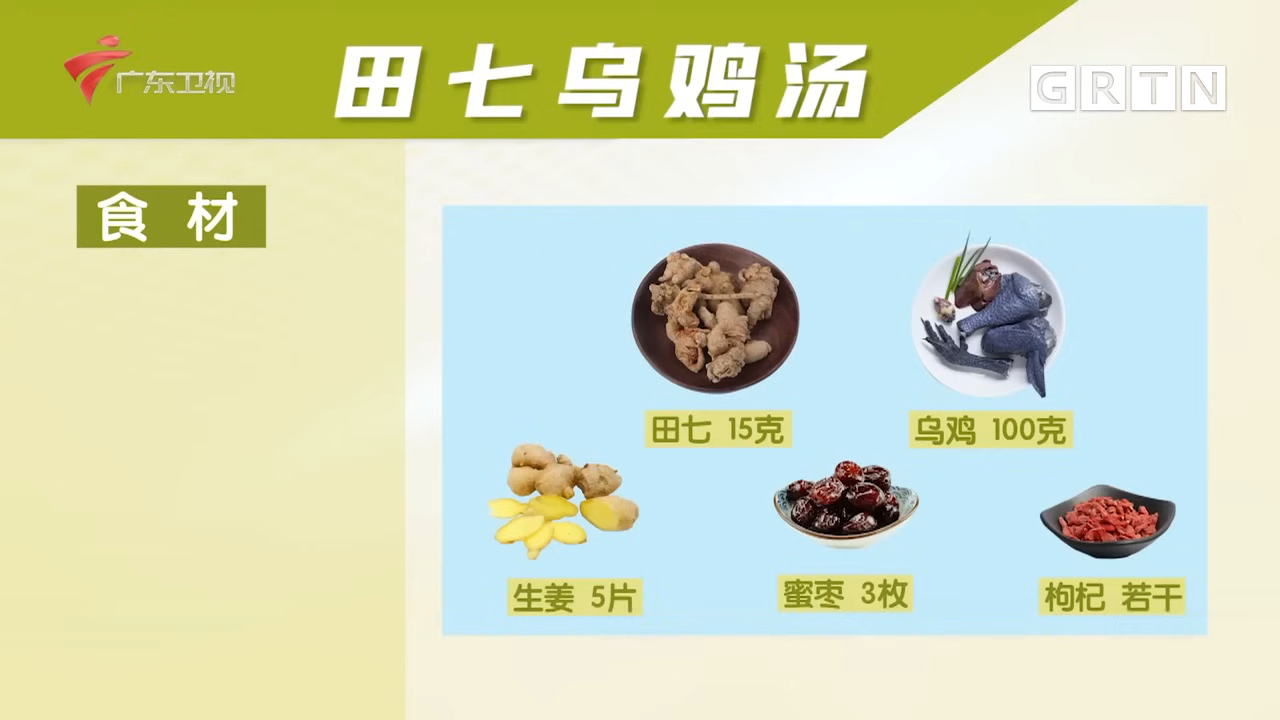 广东卫视
田七乌鸡汤
GRTN
食材
田七 15克
乌鸡 100克
生姜 5片
蜜枣 3枚
枸杞 若干